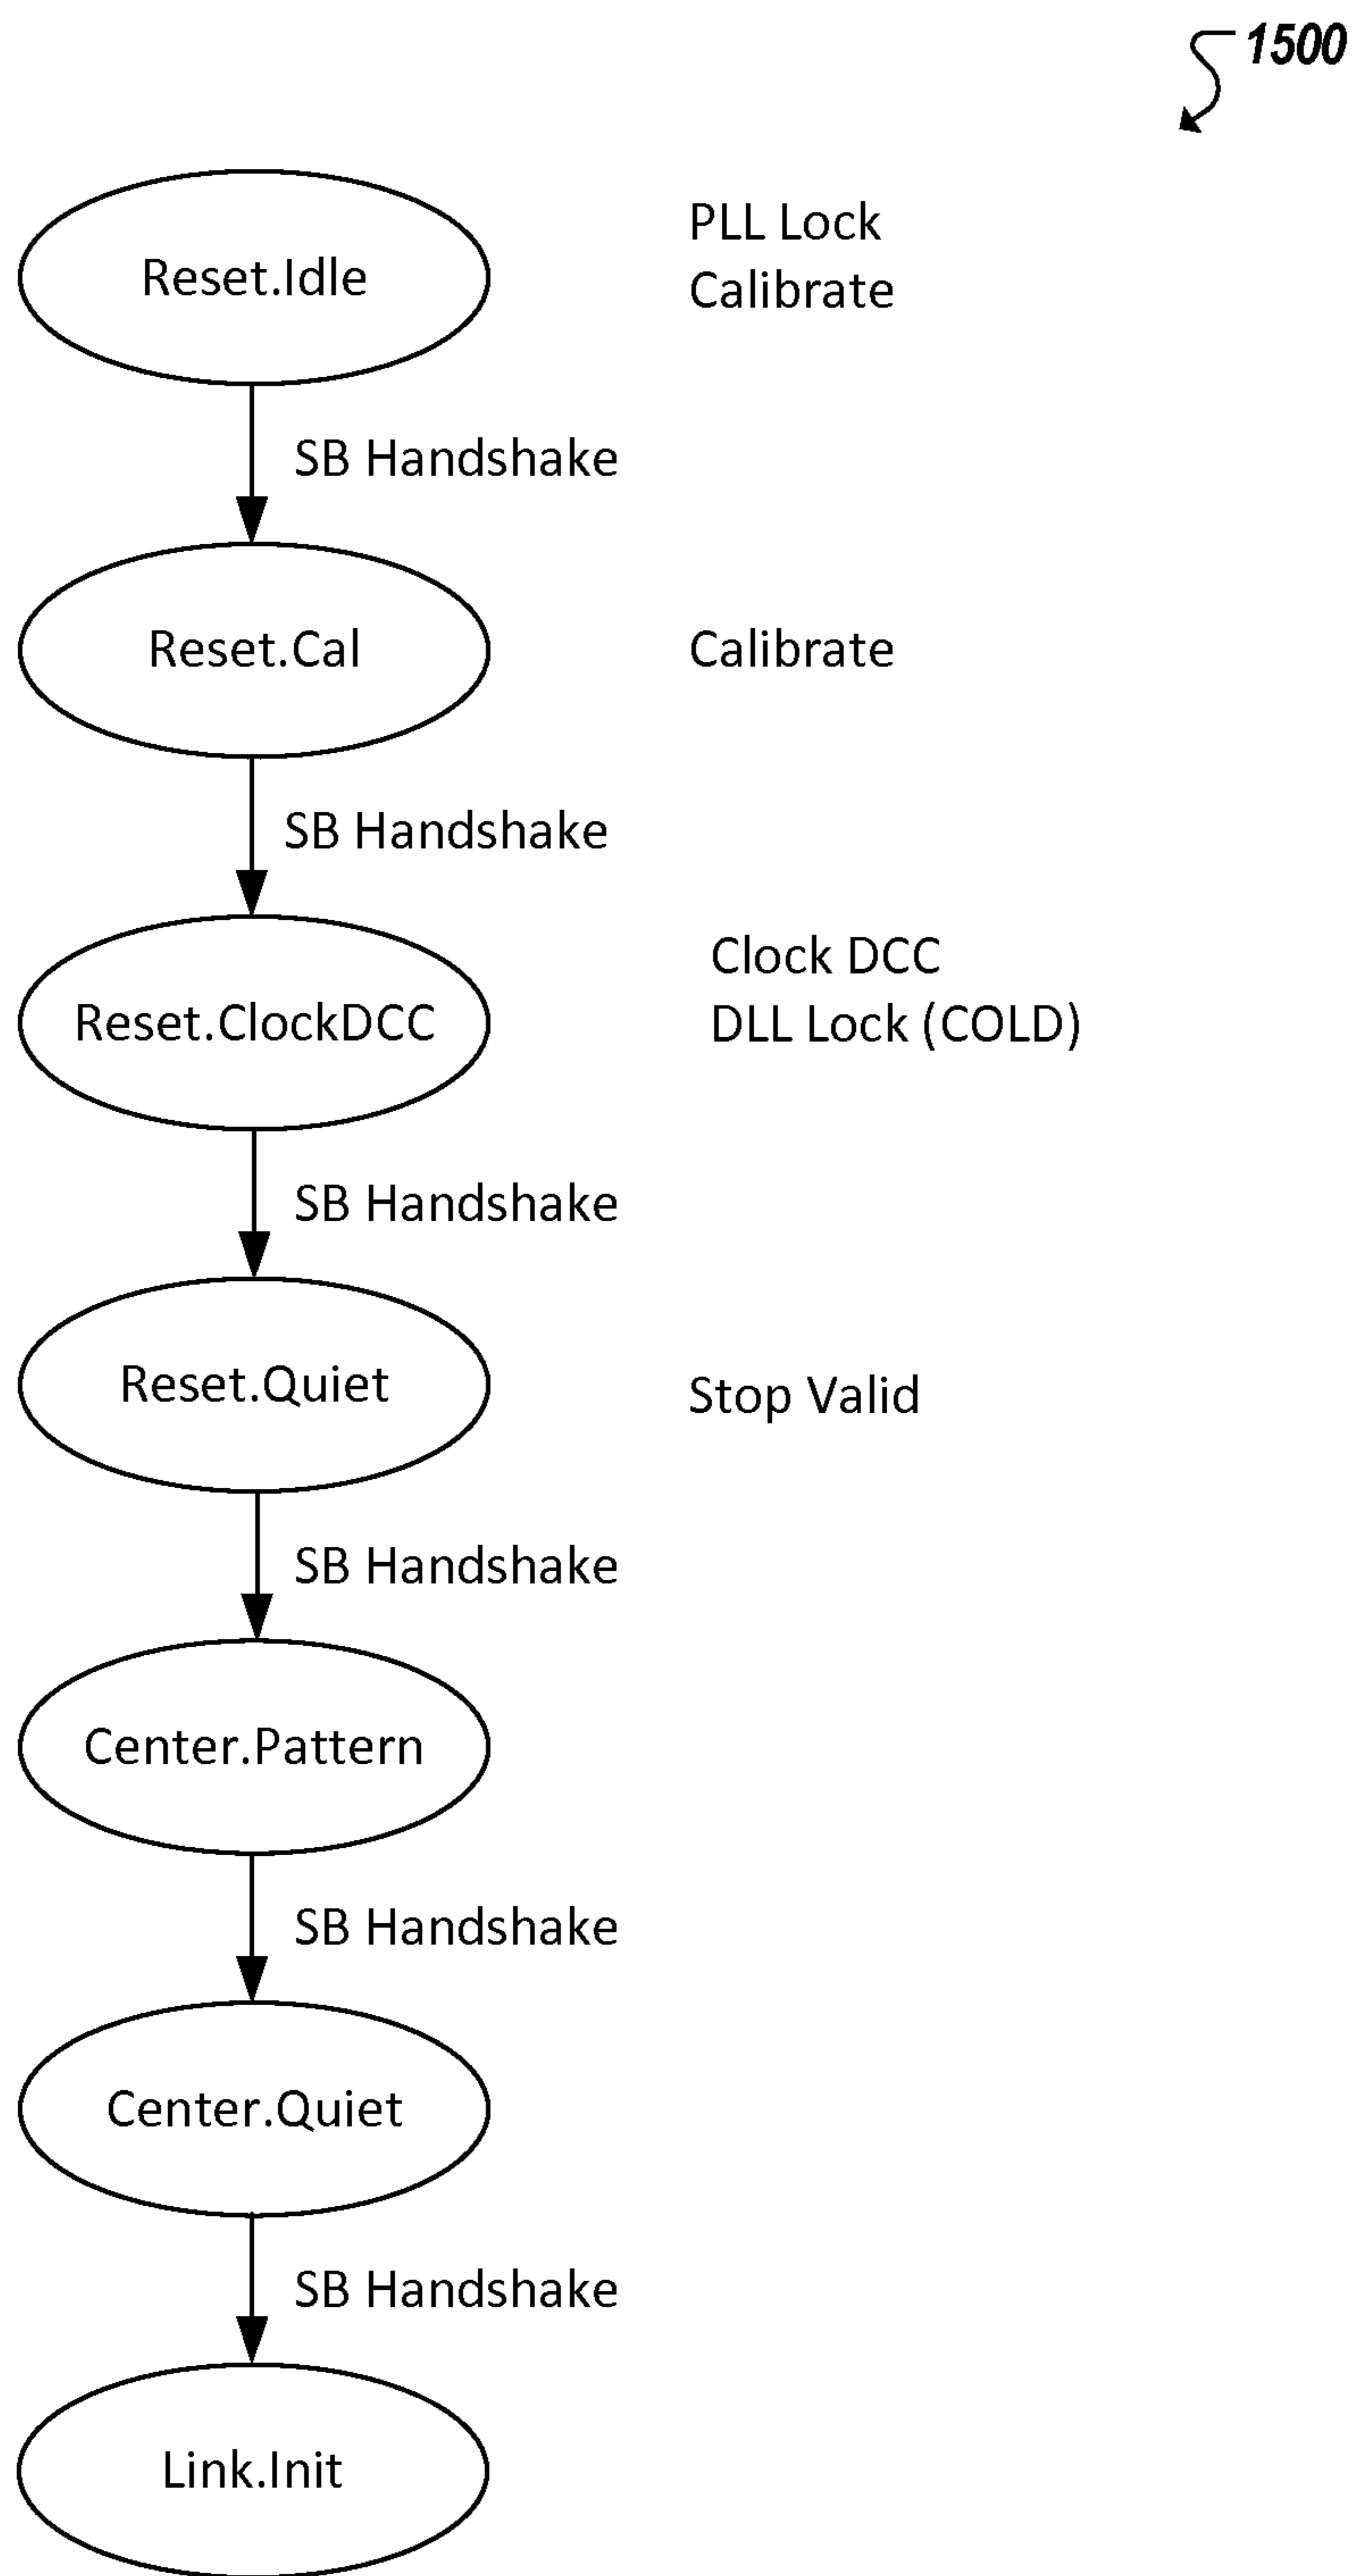 1500
Reset.Idle
PLL Lock
Calibrate
SB Handshake
Reset.Cal
Calibrate
SB Handshake
Reset.ClockDCC
Clock DCC
DLL Lock (COLD)
SB Handshake
Reset.Quiet
Stop Valid
SB Handshake
Center.Pattern
SB Handshake
Center.Quiet
SB Handshake
Link.Init